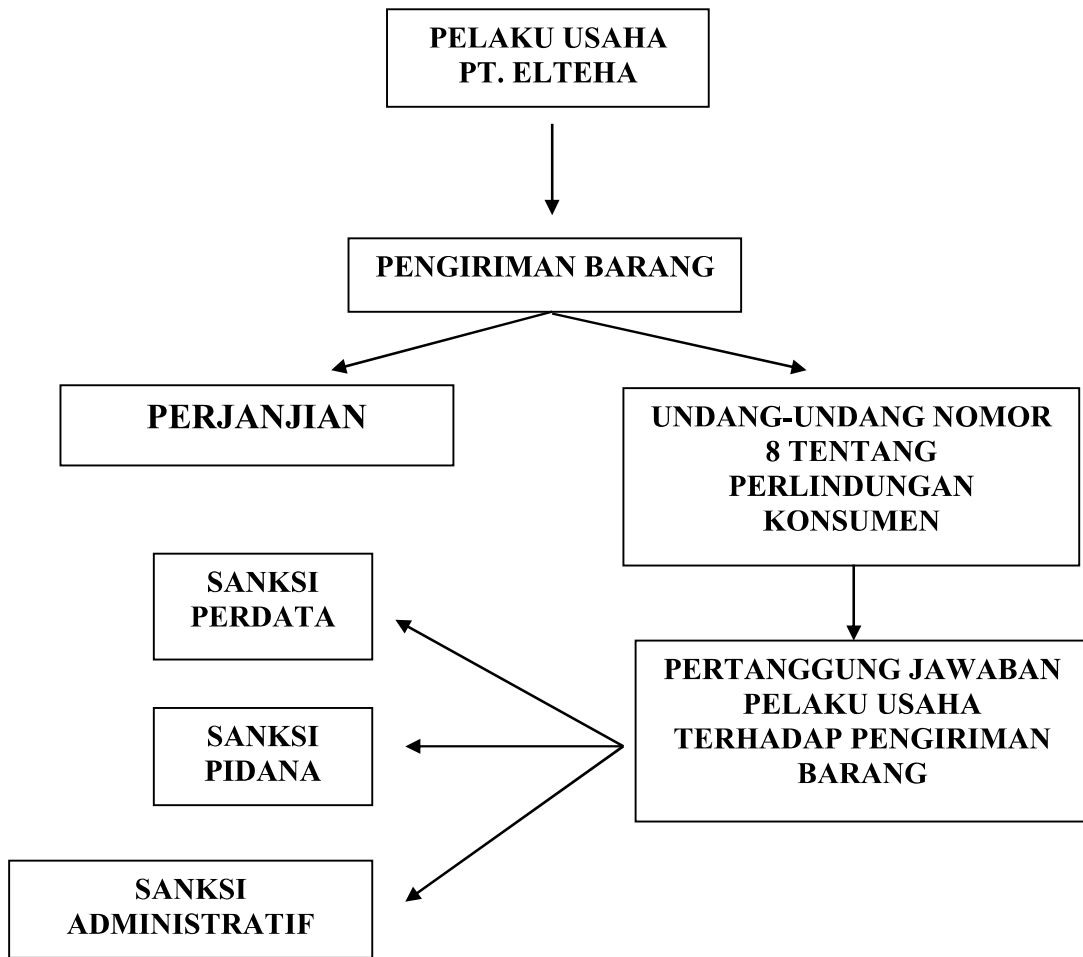 PELAKU USAHA
PT. ELTEHA
PENGIRIMAN BARANG
PERJANJIAN
UNDANG-UNDANG NOMOR
8 TENTANG
PERLINDUNGAN
KONSUMEN
SANKSI
PERDATA
PERTANGGUNG JAWABAN
PELAKU USAHA
TERHADAP PENGIRIMAN
BARANG
SANKSI
PIDANA
SANKSI
ADMINISTRATIF